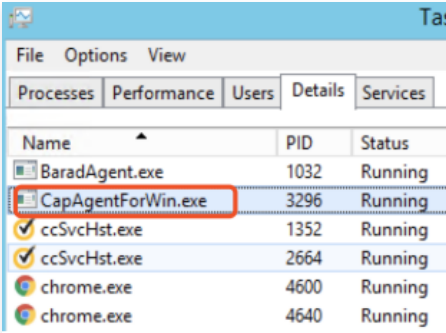 Tas
File Options View
Processes Performance Users Details Services
Name PID Status
BaradAgent.exe 1032 Running
CapAgentForWin.exe 3296 Running
ccSvcHst.exe 1352 Running
ccSvcHst.exe 2664 Running
chrome.exe 4600 Running
chrome.exe 4640 Running